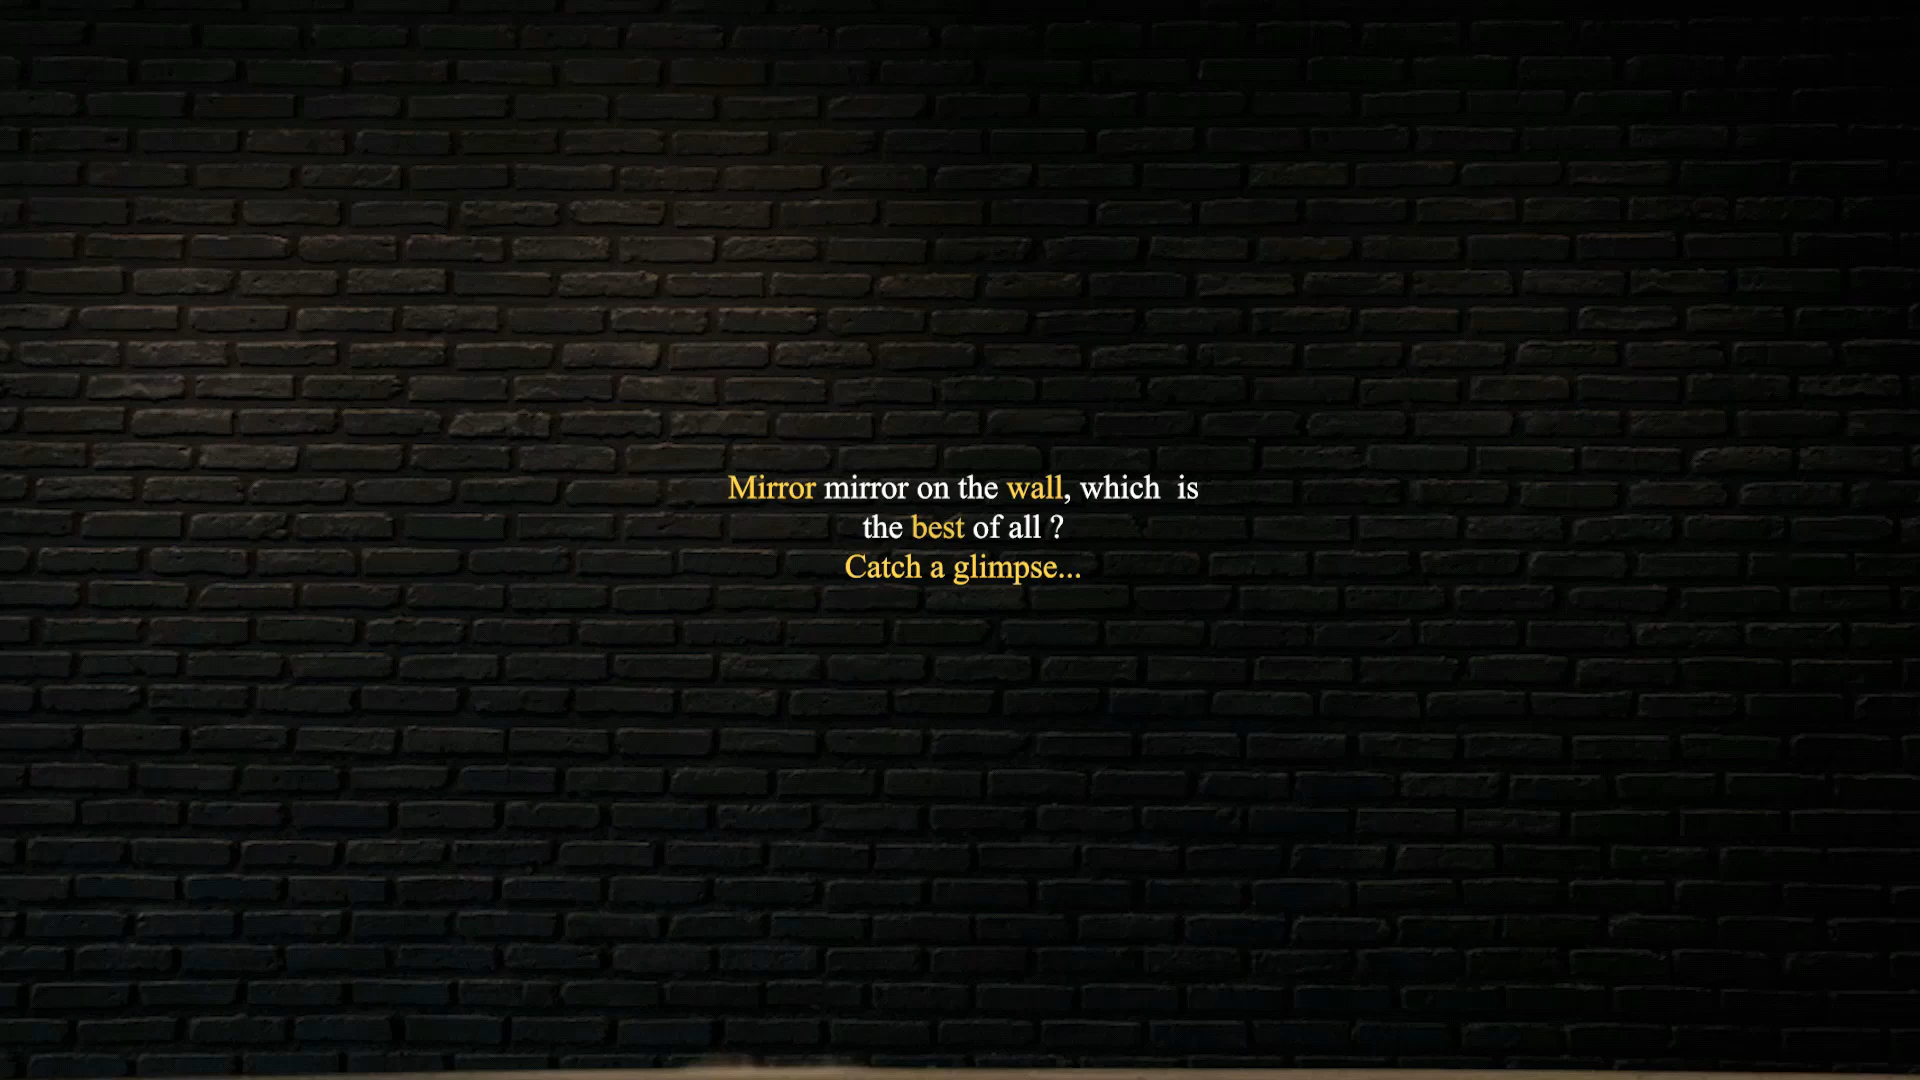 Mirror mirror on the wall, which  is
the best of all ?
Catch a glimpse...